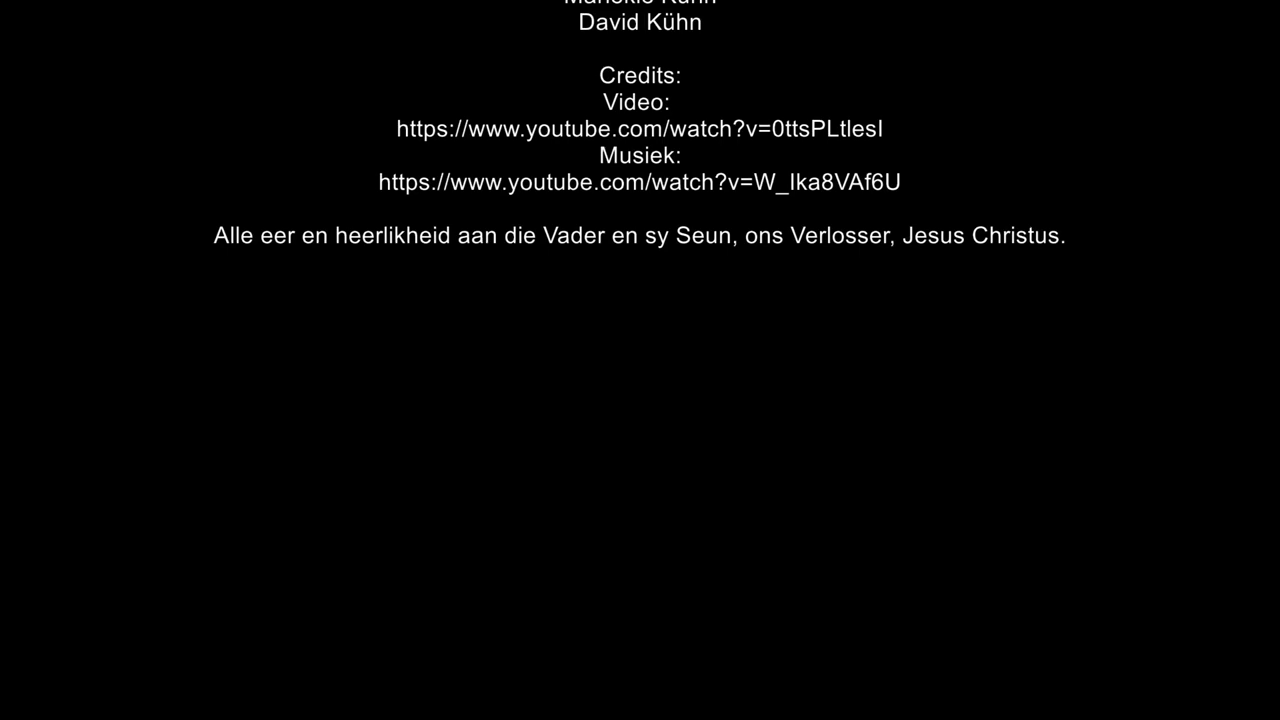 Kühn
David Kühn
Credits:
Video:
https://www.youtube.com/watch?v=0ttsPLtlesI
Musiek:
https://www.youtube.com/watch?v=W_Ika8VAf6U
Alle eer en heerlikheid aan die Vader en sy Seun, ons Verlosser, Jesus Christus.